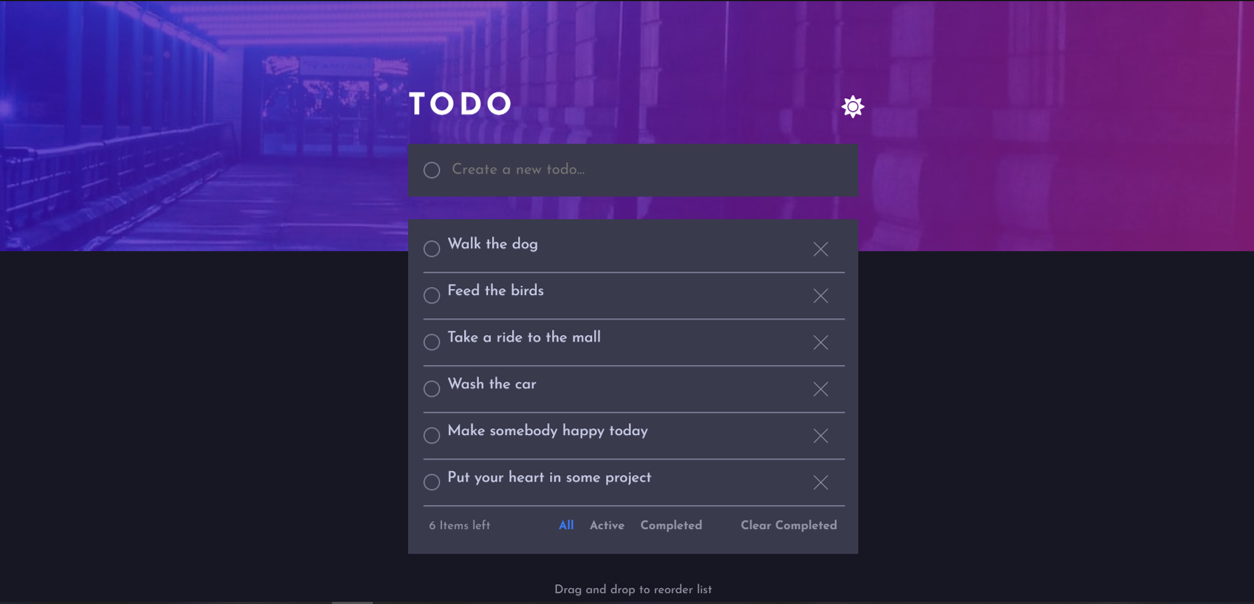 TODO
Create a new todo...
Walk the dog
Feed the birds
Take a ride to the mall
Wash the car
Make somebody happy today
Put your heart in some project
6 Items left All Active Completed Clear Completed
Drag and drop to reorder list